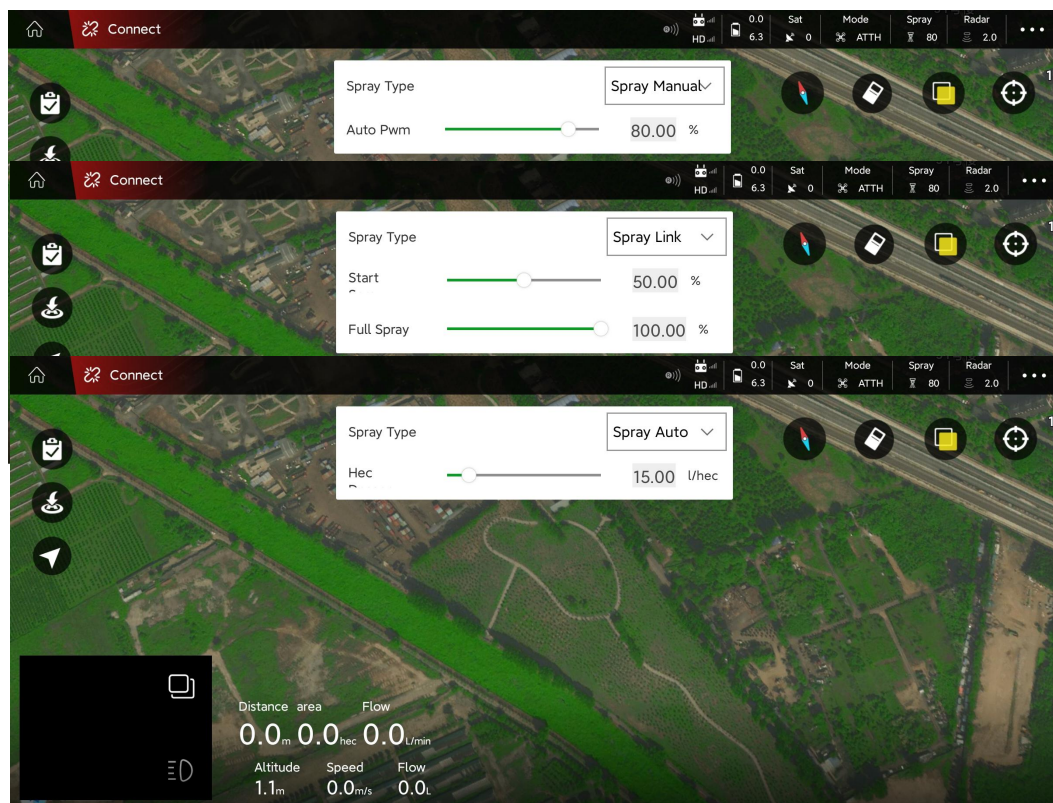 Connect
HD
0.0
6.3
Sat
0
Mode
ATTH
Spray
80
Radar
2.0
1
Spray Type
Spray Manual
Auto Pwm
80.00 %
Connect
HD
0.0
6.3
Sat
0
Mode
ATTH
Spray
80
Radar
2.0
1
Spray Type
Spray Link
Start
50.00 %
Full Spray
100.00 %
Connect
HD
0.0
6.3
Sat
0
Mode
ATTH
Spray
80
Radar
2.0
1
Spray Type
Spray Auto
Hec
15.00 l/hec
Distance area Flow
0.0m 0.0hec 0.0L/min
Altitude Speed Flow
1.1m 0.0m/s 0.0L